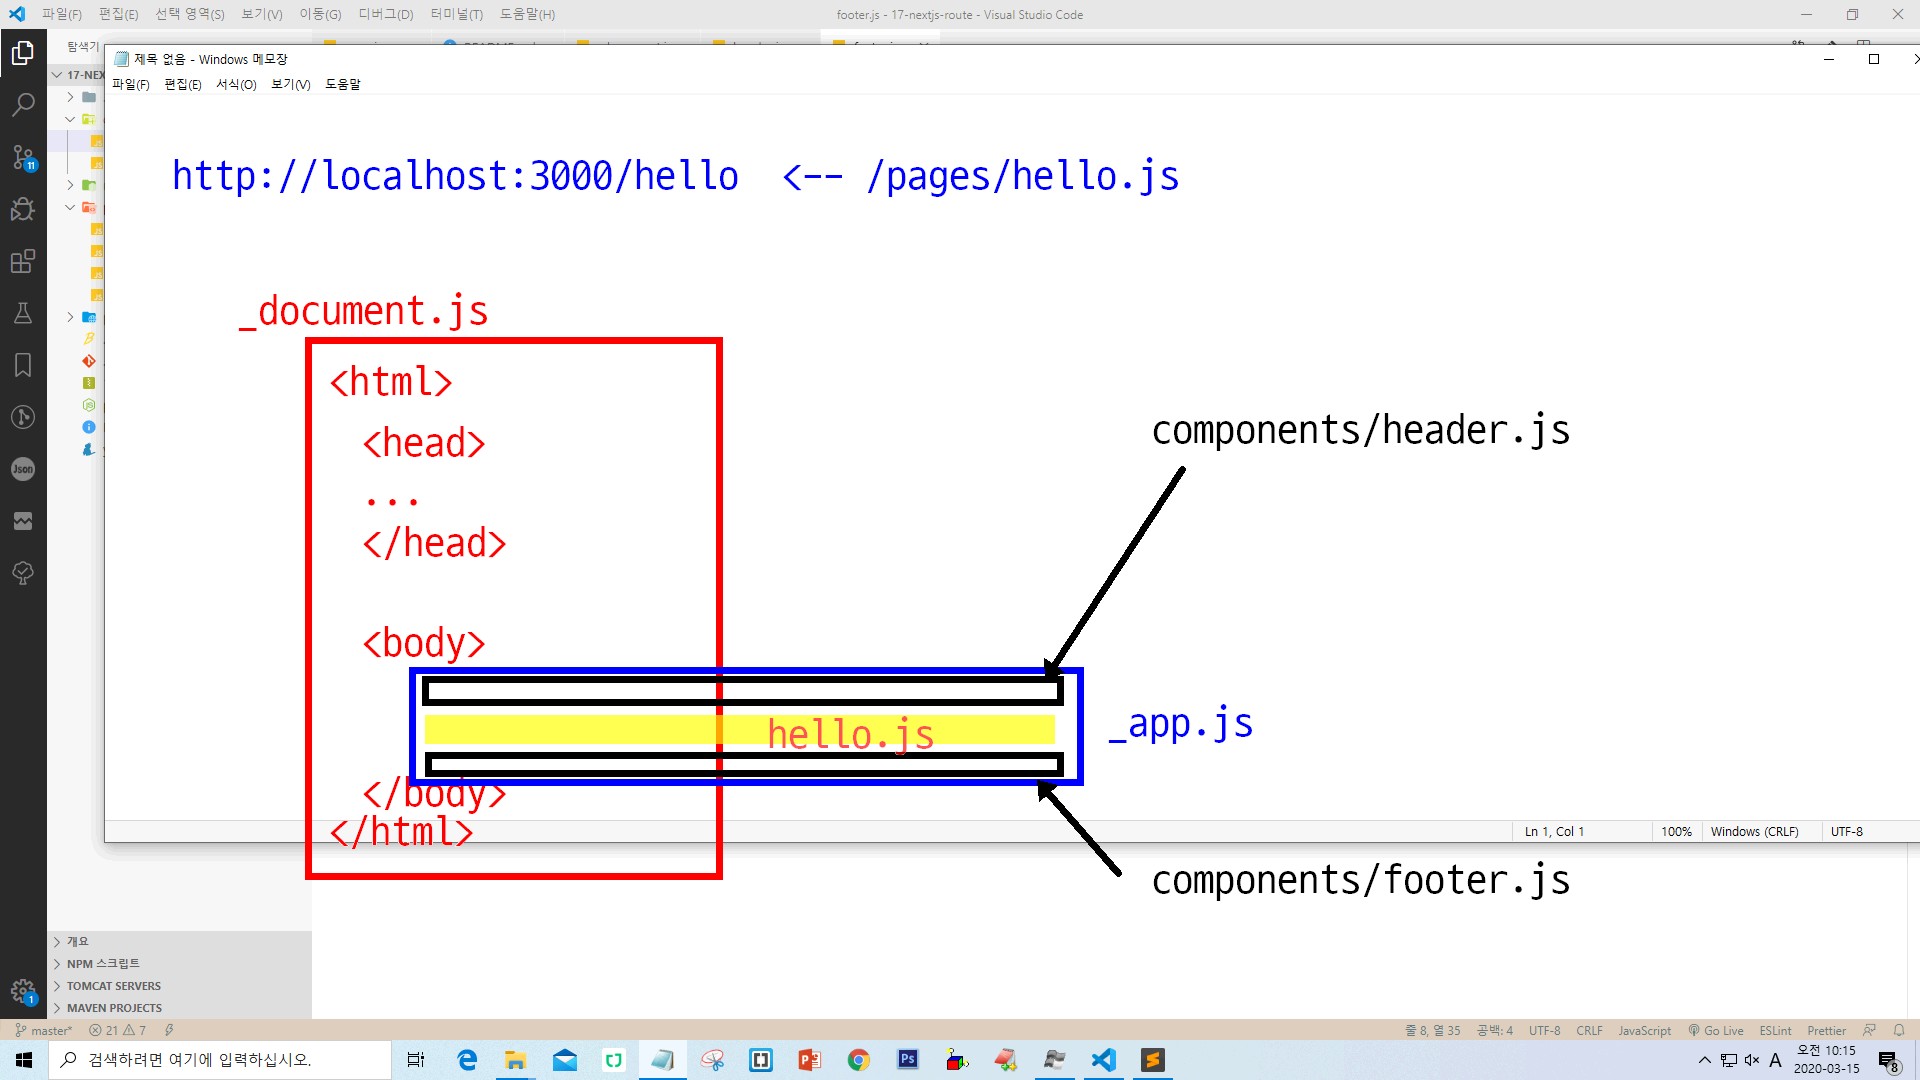 파일(F) 편집(E) 선택 영역(S) 보기(V) 이동(G) 디버그(D) 터미널(T) 도움말(H)
footer.js - 17-nextjs-route - Visual Studio Code
탐색기
17-NEX
제목 없음 - Windows 메모장
파일(F) 편집(E) 서식(O) 보기(V) 도움말
http://localhost:3000/hello <-- /pages/hello.js
_document.js
<html>
<head>
...
</head>
<body>
components/header.js
hello.js
_app.js
</body>
</html>
components/footer.js
Ln 1, Col 1 100% Windows (CRLF) UTF-8
11
Json
1
개요
NPM 스크립트
TOMCAT SERVERS
MAVEN PROJECTS
master* 21 7
줄 8, 열 35 공백: 4 UTF-8 CRLF JavaScript Go Live ESLint Prettier
검색하려면 여기에 입력하십시오.
Ps
A 오전 10:15
2020-03-15
8